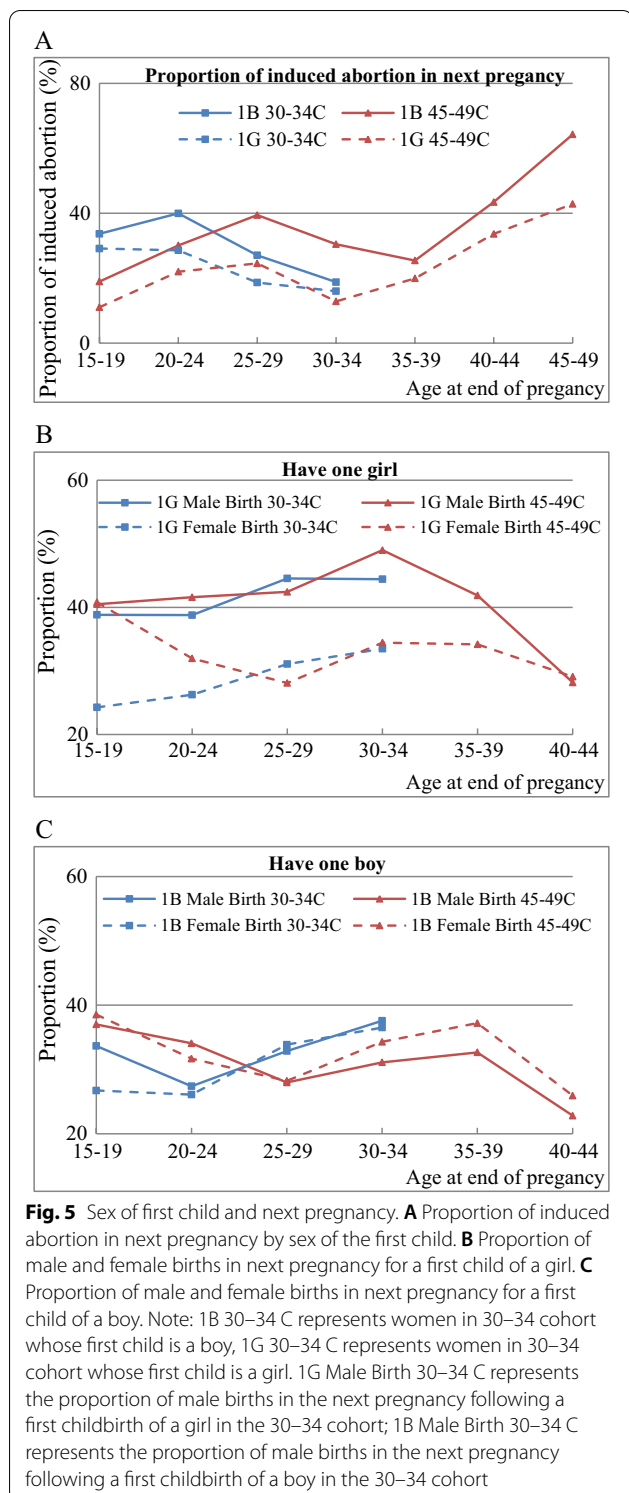 A
Proportion of induced abortion in next pregancy
1B 30-34C
1B 45-49C
1G 30-34C
1G 45-49C
Proportion of induced abortion (%)
80
40
0
15-19 20-24 25-29 30-34 35-39 40-44 45-49
Age at end of pregancy
B
Have one girl
1G Male Birth 30-34C
1G Male Birth 45-49C
1G Female Birth 30-34C
1G Female Birth 45-49C
Proportion (%)
60
40
20
15-19 20-24 25-29 30-34 35-39 40-44
Age at end of pregancy
C
Have one boy
1B Male Birth 30-34C
1B Male Birth 45-49C
1B Female Birth 30-34C
1B Female Birth 45-49C
Proportion (%)
60
40
20
15-19 20-24 25-29 30-34 35-39 40-44
Age at end of pregancy
Fig. 5 Sex of first child and next pregnancy. A Proportion of induced
abortion in next pregnancy by sex of the first child. B Proportion of
male and female births in next pregnancy for a first child of a girl. C
Proportion of male and female births in next pregnancy for a first
child of a boy. Note: 1B 30–34 C represents women in 30–34 cohort
whose first child is a boy, 1G 30–34 C represents women in 30–34
cohort whose first child is a girl. 1G Male Birth 30–34 C represents
the proportion of male births in the next pregnancy following a
first childbirth of a girl in the 30–34 cohort; 1B Male Birth 30–34 C
represents the proportion of male births in the next pregnancy
following a first childbirth of a boy in the 30–34 cohort